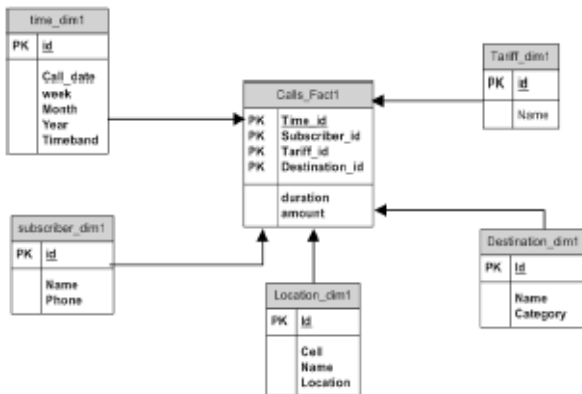 time_dim1
PK id
Call_date
week
Month
Year
Timeband
Calls_Fact1
PK Time_id
PK Subscriber_id
PK Tariff_id
PK Destination_id
duration
amount
Tariff_dim1
PK id
Name
subscriber_dim1
PK id
Name
Phone
Location_dim1
PK Id
Cell
Name
Location
Destination_dim1
PK Id
Name
Category